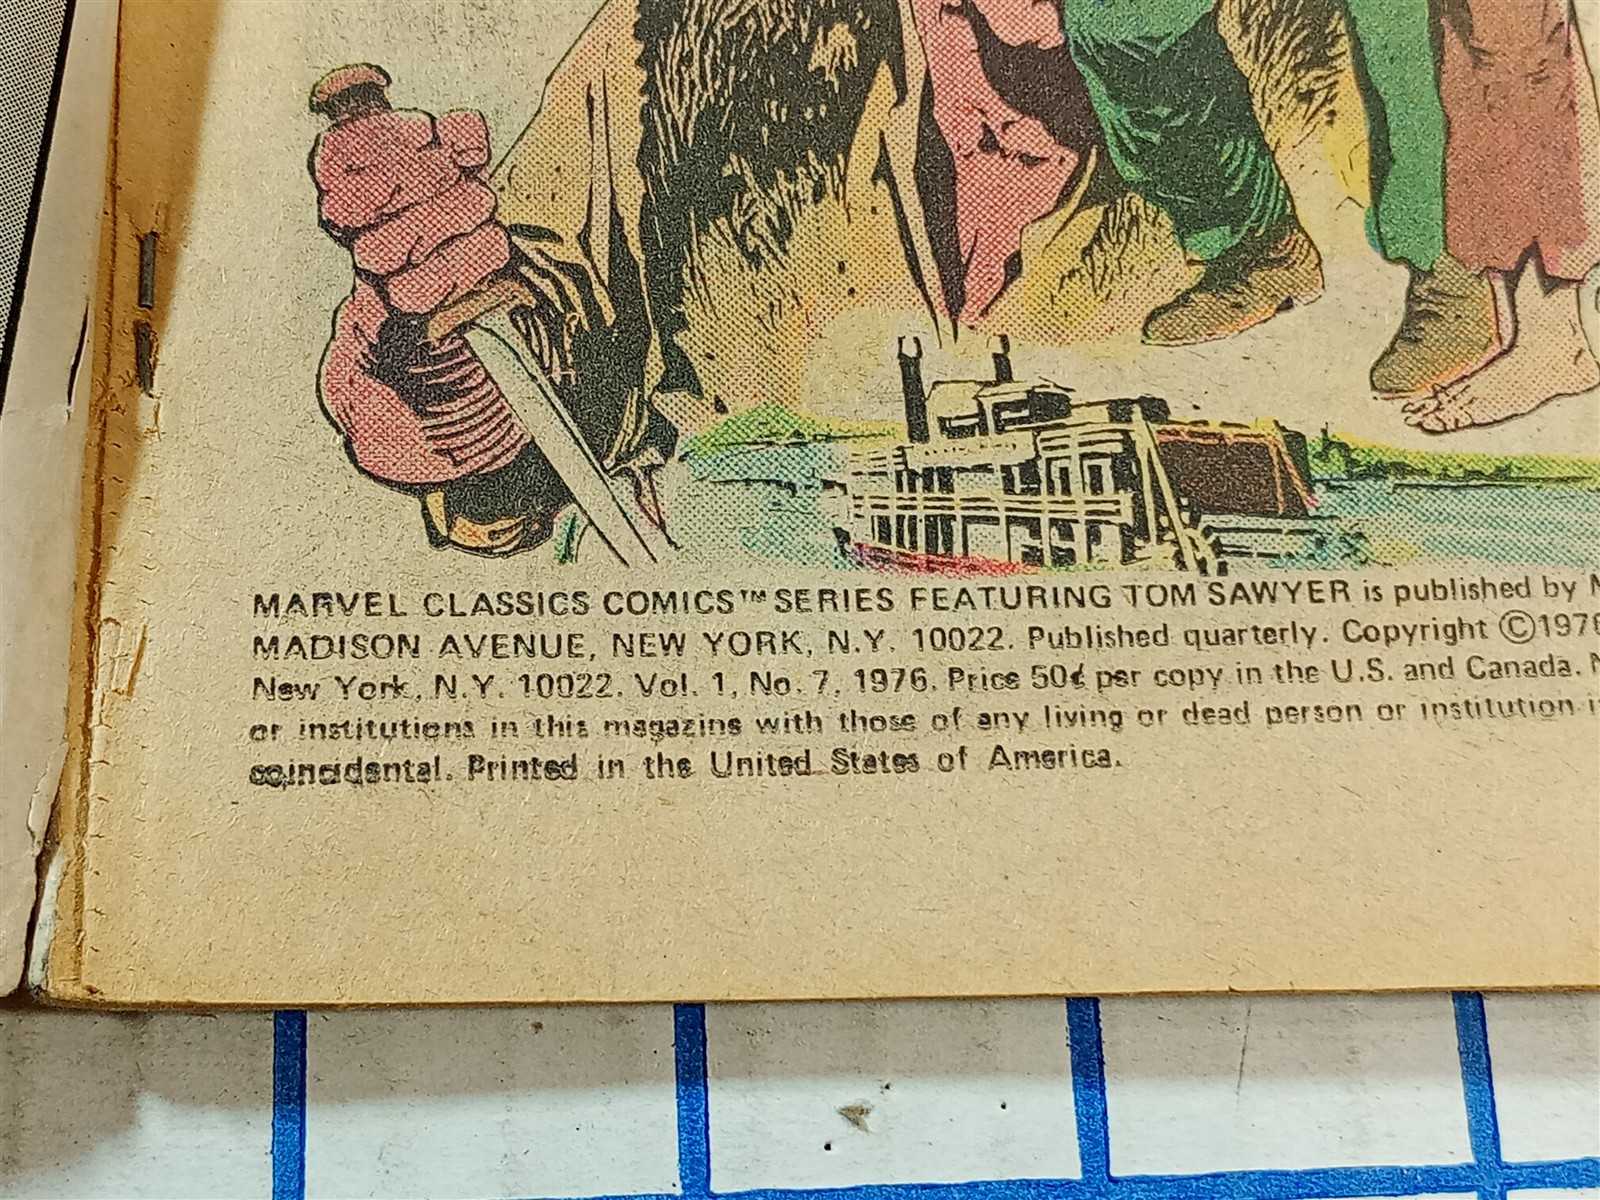 MARVEL CLASSICS COMICS™ SERIES FEATURING TOM SAWYER is published by
MADISON AVENUE, NEW YORK, N.Y. 10022. Published quarterly. Copyright ©1976
New York, N.Y. 10022. Vol. 1, No. 7, 1976. Price 50¢ per copy in the U.S. and Canada.
or institutions in this magazine with those of any living or dead person or institution
coincidental. Printed in the United States of America.